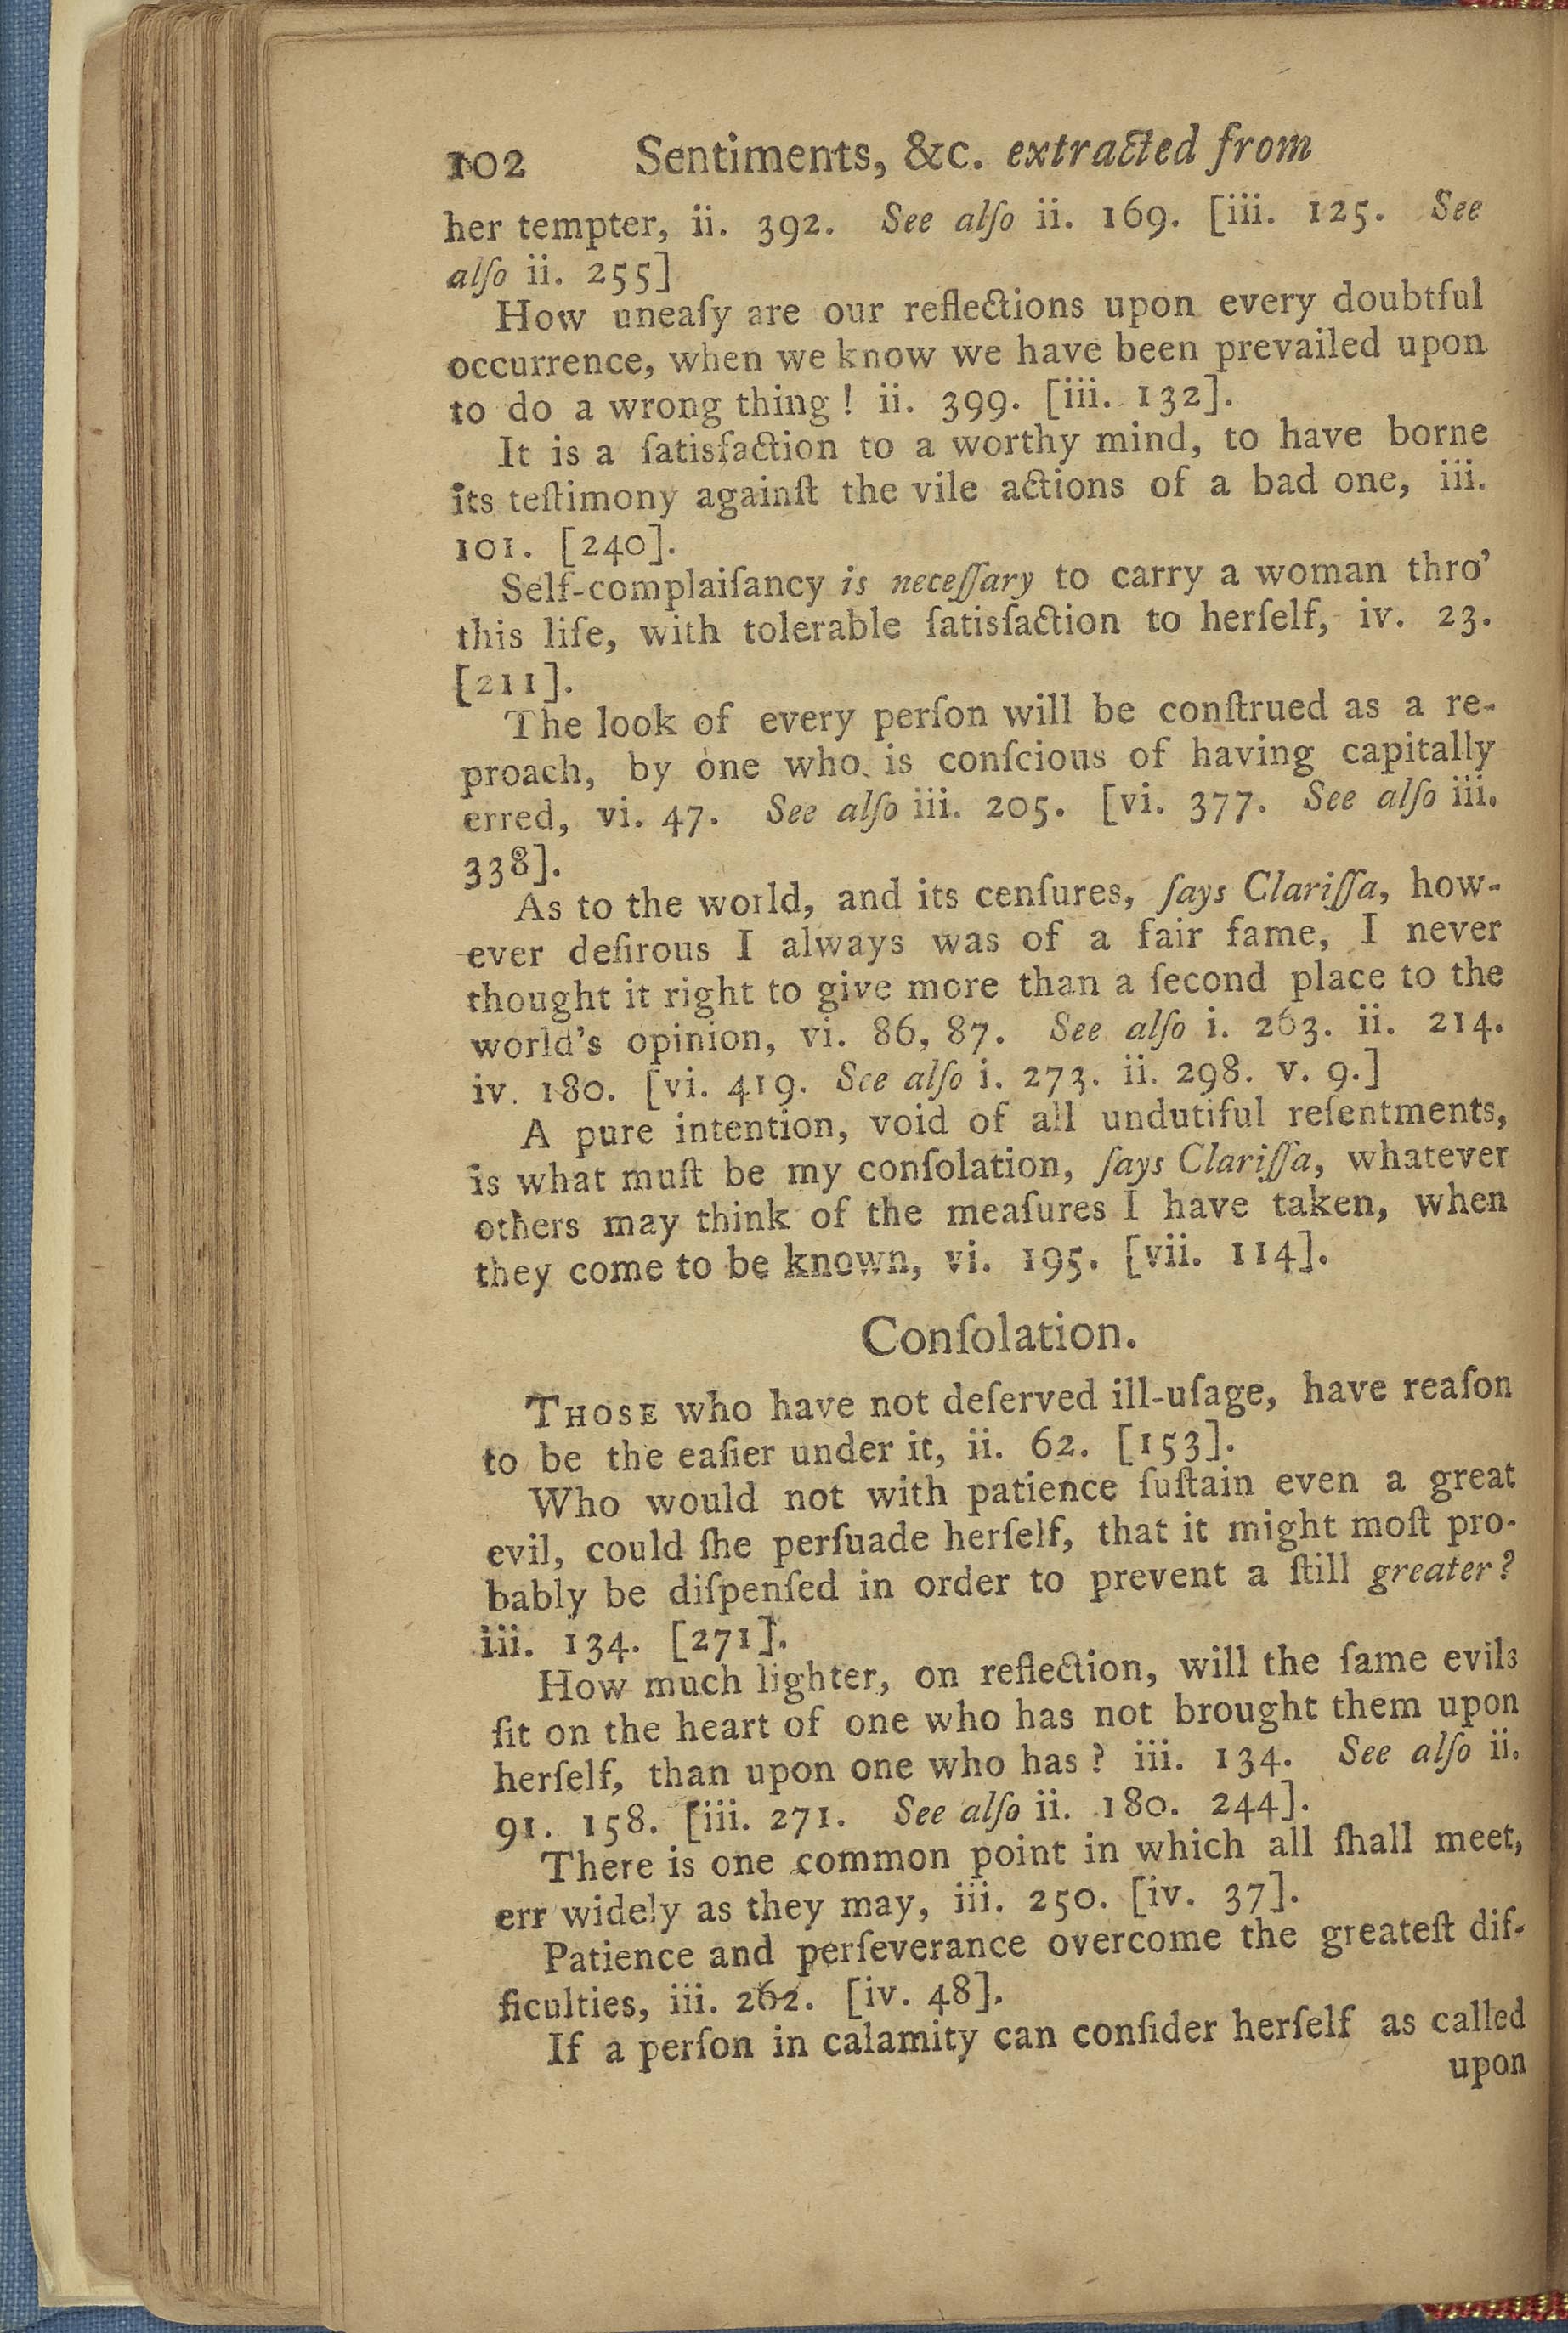 102 Sentiments, &c. extracted from
her tempter, ii. 392. See alſo ii. 169. [iii. 125. See
alſo ii. 255]
How uneaſy are our reflections upon every doubtful
occurrence, when we know we have been prevailed upon
to do a wrong thing! ii. 399. [iii. 132].
It is a ſatisfaction to a worthy mind, to have borne
its teſtimony againſt the vile actions of a bad one, iii.
101. [240].
Self-complaiſancy is neceſſary to carry a woman thro'
this life, with tolerable ſatisfaction to herſelf, iv. 23.
[211].
The look of every perſon will be conſtrued as a re-
proach, by one who is conſcious of having capitally
erred, vi. 47. See alſo iii. 205. [vi. 377. See alſo iii.
338].
As to the world, and its cenſures, ſays Clariſſa, how-
ever deſirous I always was of a fair fame, I never
thought it right to give more than a ſecond place to the
world's opinion, vi. 86, 87. See alſo i. 263. ii. 214.
iv. 180. [vi. 419. See alſo i. 273. ii. 298. v. 9.]
A pure intention, void of all undutiful reſentments,
is what muſt be my conſolation, ſays Clariſſa, whatever
others may think of the meaſures I have taken, when
they come to be known, vi. 195. [vii. 114].
Conſolation.
THOSE who have not deſerved ill-uſage, have reaſon
to be the eaſier under it, ii. 62. [153].
Who would not with patience ſuſtain even a great
evil, could ſhe perſuade herſelf, that it might moſt pro-
bably be diſpenſed in order to prevent a ſtill greater?
iii. 134. [271].
How much lighter, on reflection, will the ſame evils
ſit on the heart of one who has not brought them upon
herſelf, than upon one who has? iii. 134. See alſo ii.
91. 158. [iii. 271. See alſo ii. 180. 244].
There is one common point in which all ſhall meet,
err widely as they may, iii. 250. [iv. 37].
Patience and perſeverance overcome the greateſt dif-
ficulties, iii. 262. [iv. 48].
If a perſon in calamity can conſider herſelf as called
upon